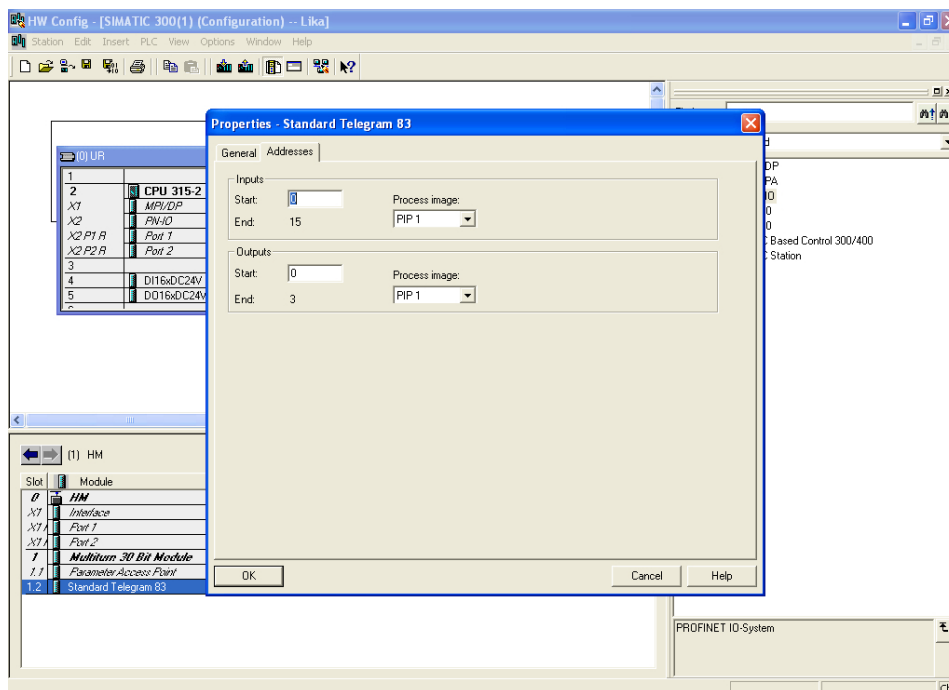 HW Config - [SIMATIC 300(1) (Configuration) -- Lika]
Station Edit Insert PLC View Options Window Help
Properties - Standard Telegram 83
General Addresses
Inputs
Start: 0 Process image:
End: 15 PIP 1
Outputs
Start: 0 Process image:
End: 3 PIP 1
OK Cancel Help
(0) UR
1
2 CPU 315-2
X1 MPI/DP
X2 PN-IO
X2 P1 R Port 1
X2 P2 R Port 2
3
4 DI16xDC24V
5 DO16xDC24V
DP
PA
IO
0
0
Based Control 300/400
Station
(1) HM
Slot Module
0 HM
X1 Interface
X1 Port 1
X1 Port 2
1 Multiturn 30 Bit Module
1.1 Parameter Access Point
1.2 Standard Telegram 83
PROFINET IO-System